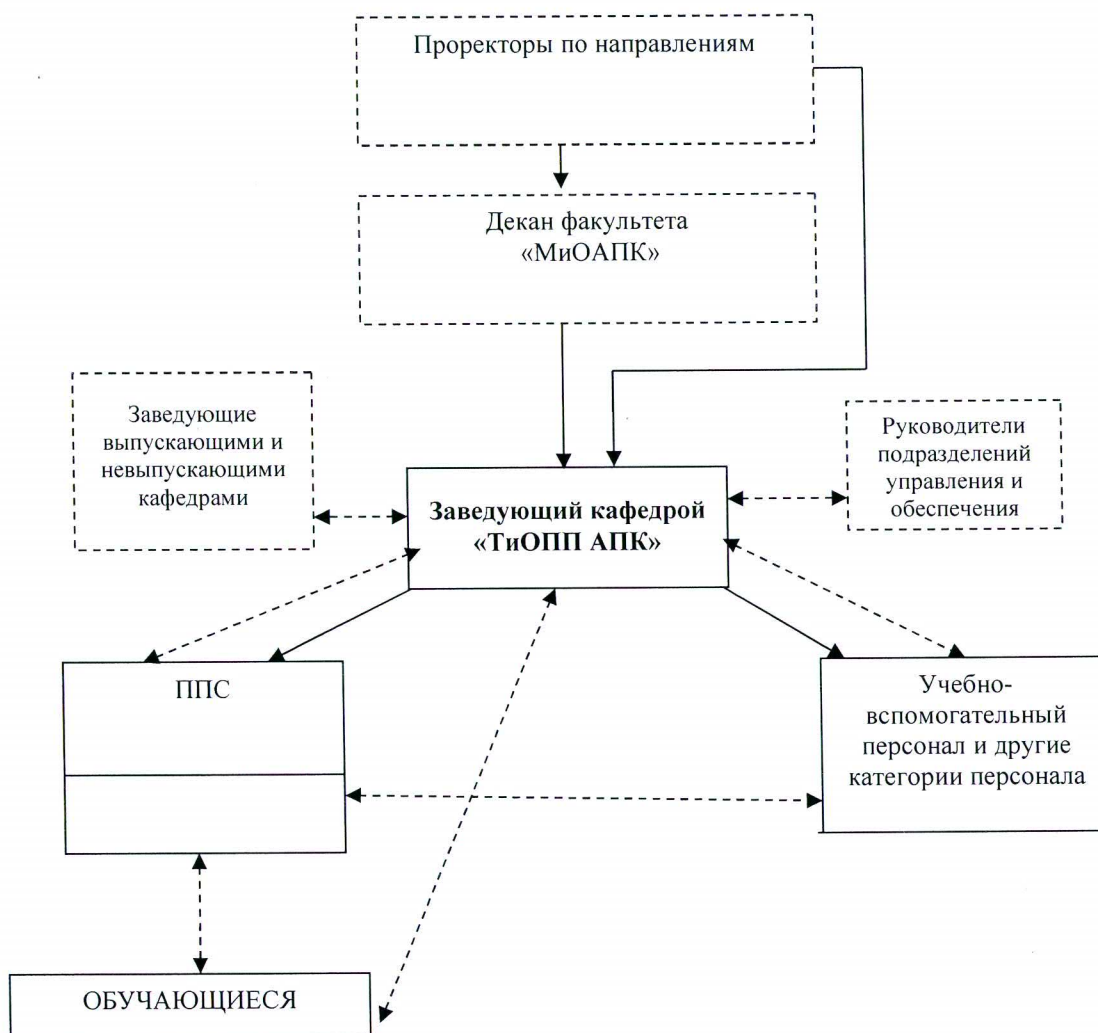 Проректоры по направлениям
Декан факультета
«МиОАПК»
Заведующие
выпускающими и
невыпускающими
кафедрами
Руководители
подразделений
управления и
обеспечения
Заведующий кафедрой
«ТиОПП АПК»
ППС
Учебно-
вспомогательный
персонал и другие
категории персонала
ОБУЧАЮЩИЕСЯ